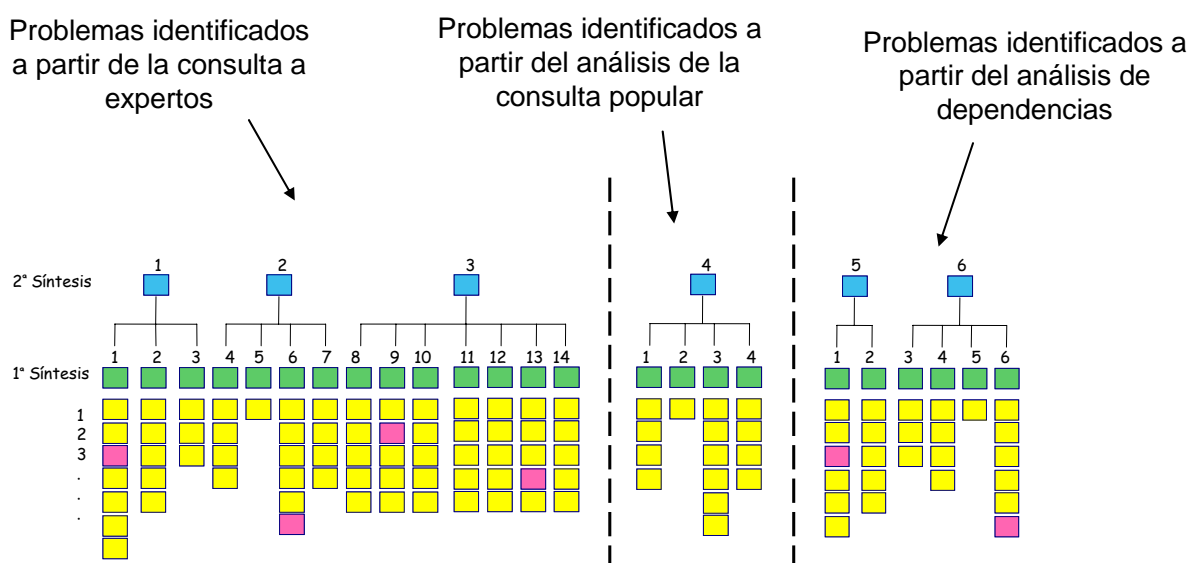 Problemas identificados
a partir de la consulta a
expertos
Problemas identificados a
partir del análisis de la
consulta popular
Problemas identificados a
partir del análisis de
dependencias
2° Síntesis
1 2 3 4 5 6
1° Síntesis
1 2 3 4 5 6 7 8 9 10 11 12 13 14 1 2 3 4 1 2 3 4 5 6
1
2
3
.
.
.